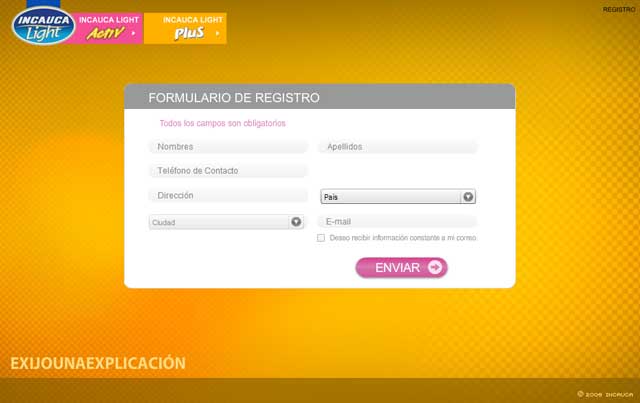 REGISTRO
INCAUCA
Light
INCAUCA LIGHT
Activ
INCAUCA LIGHT
Plus
FORMULARIO DE REGISTRO
Todos los campos son obligatorios
Nombres
Apellidos
Teléfono de Contacto
Dirección
País
Ciudad
E-mail
Deseo recibir información constante a mi correo
ENVIAR
EXIJOUNAEXPLICACIÓN
© 2009 INCAUCA